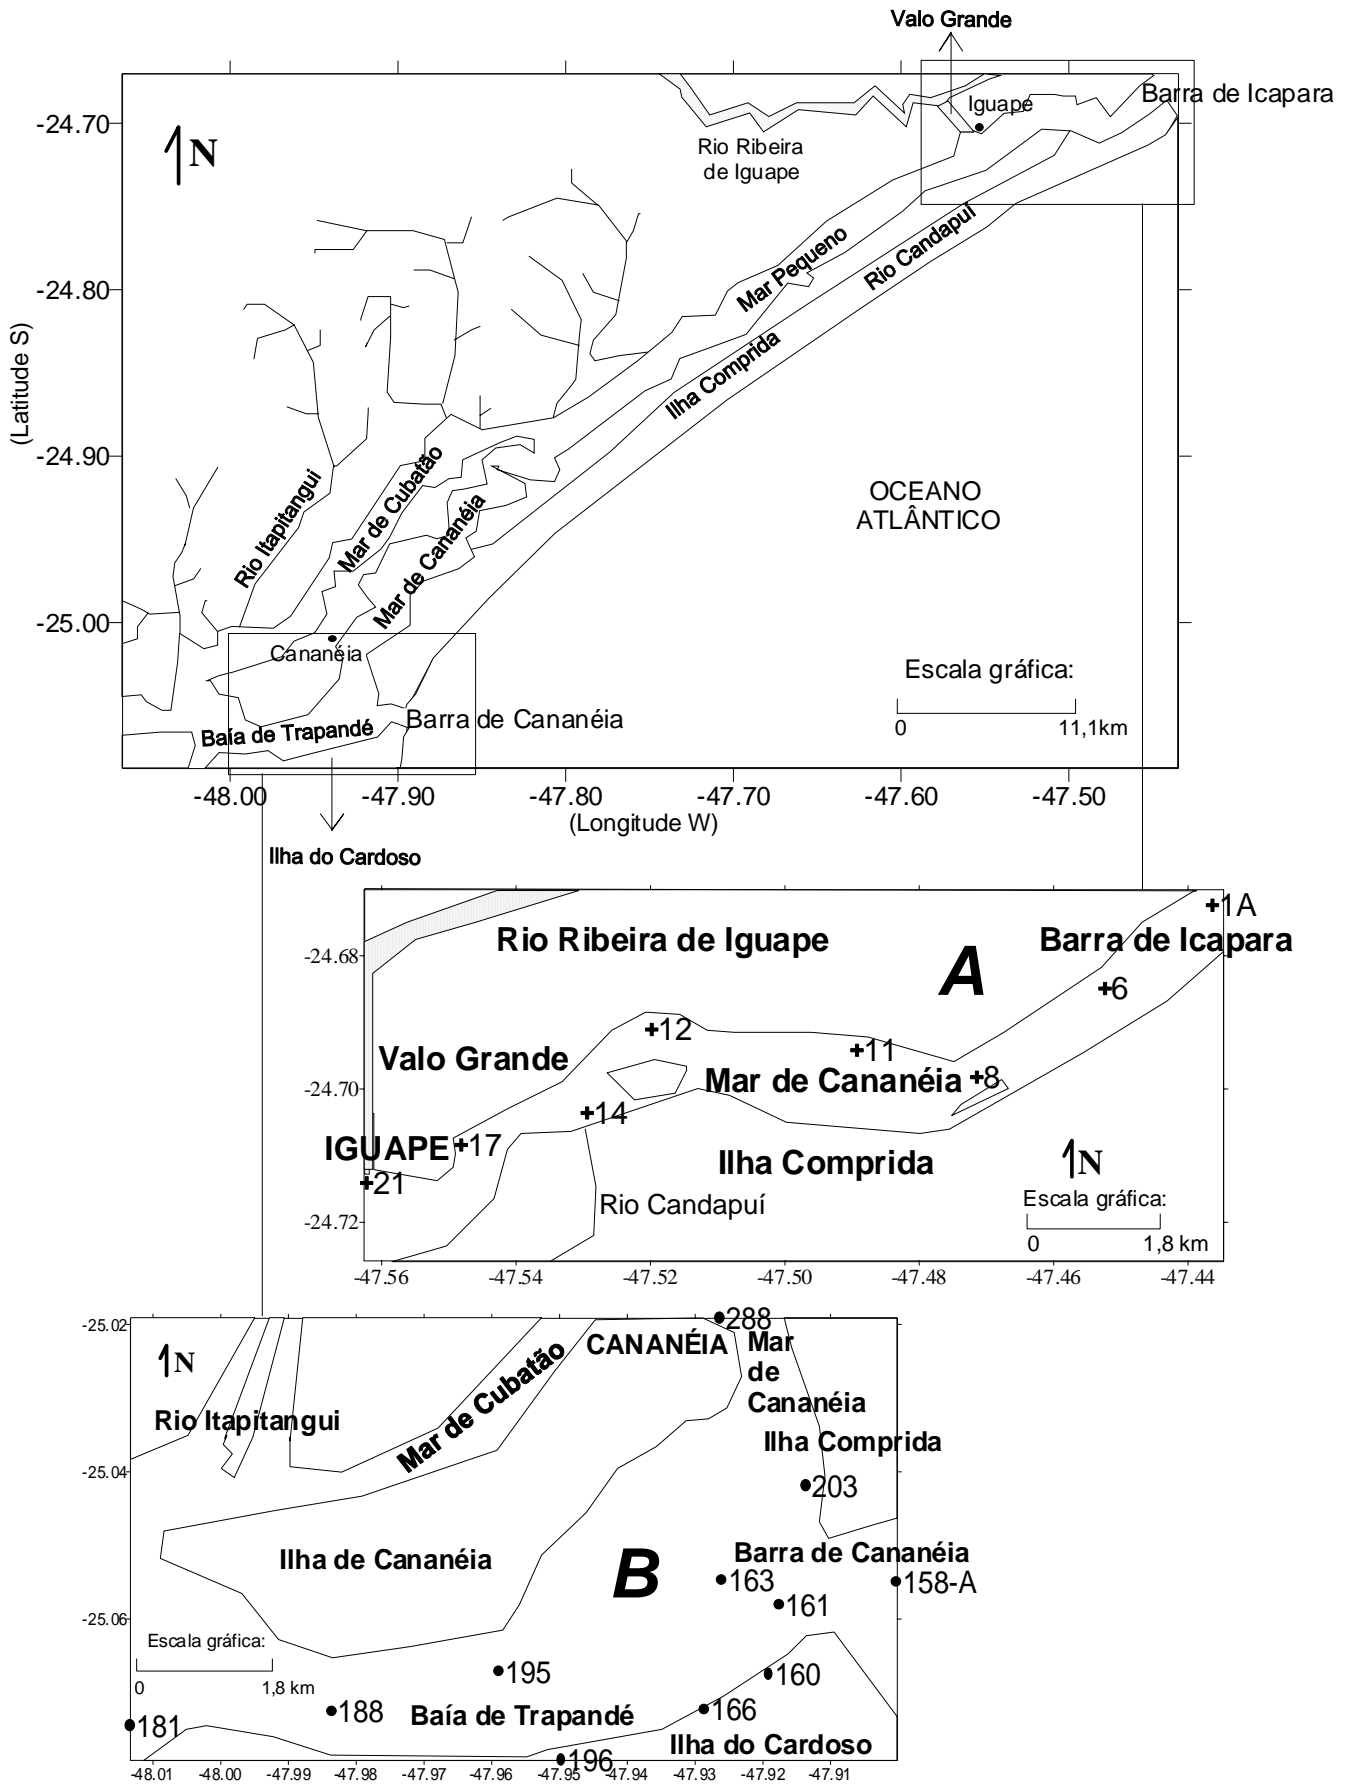 Valo Grande
Barra de Icapara
Iguape
-24.70
N
Rio Ribeira
de Iguape
Mar Pequeno
Rio Candapuí
-24.80
(Latitude S)
Ilha Comprida
-24.90
Rio Itapitangui
Mar de Cubatão
Mar de Cananéia
OCEANO
ATLÂNTICO
-25.00
Cananéia
Escala gráfica:
0 11,1km
Barra de Cananéia
Baía de Trapandé
-48.00 -47.90 -47.80 -47.70 -47.60 -47.50
(Longitude W)
Ilha do Cardoso
1A
Rio Ribeira de Iguape
A
Barra de Icapara
-24.68
6
12
11
Valo Grande
Mar de Cananéia
8
-24.70
14
IGUAPE
17
Ilha Comprida
N
21
Rio Candapuí
Escala gráfica:
-24.72
0 1,8 km
-47.56 -47.54 -47.52 -47.50 -47.48 -47.46 -47.44
288
-25.02
CANANÉIA
Mar
de
Cananéia
N
Mar de Cubatão
Rio Itapitangui
Ilha Comprida
-25.04
203
Ilha de Cananéia
B
Barra de Cananéia
163
158-A
161
-25.06
Escala gráfica:
0 1,8 km
195
160
188
Baía de Trapandé
166
181
Ilha do Cardoso
196
-48.01 -48.00 -47.99 -47.98 -47.97 -47.96 -47.95 -47.94 -47.93 -47.92 -47.91